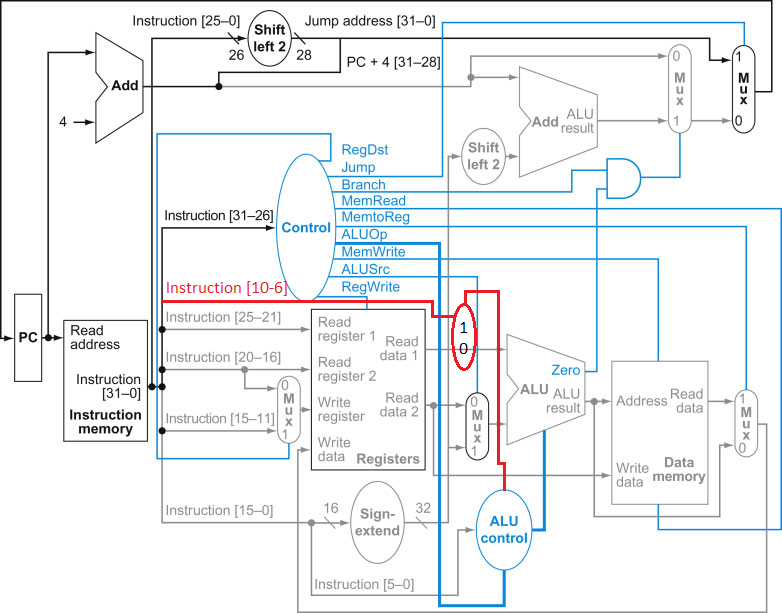 Instruction [25–0]
Shift
left 2
Jump address [31–0]
26
28
PC + 4 [31–28]
Add
4
1
M
u
x
0
0
M
u
x
1
Add
ALU
result
Shift
left 2
RegDst
Jump
Branch
MemRead
MemtoReg
ALUOp
MemWrite
ALUSrc
RegWrite
Instruction [31–26]
Control
Instruction [10-6]
1
0
PC
Read
address
Instruction
[31–0]
Instruction
memory
Instruction [25–21]
Instruction [20–16]
Instruction [15–11]
0
M
u
x
1
Read
register 1
Read
register 2
Write
register
Write
data
Read
data 1
Read
data 2
Registers
0
M
u
x
1
Zero
ALU
ALU
result
Address
Read
data
Write
data
Data
memory
1
M
u
x
0
Instruction [15–0]
16
Sign-
extend
32
ALU
control
Instruction [5–0]